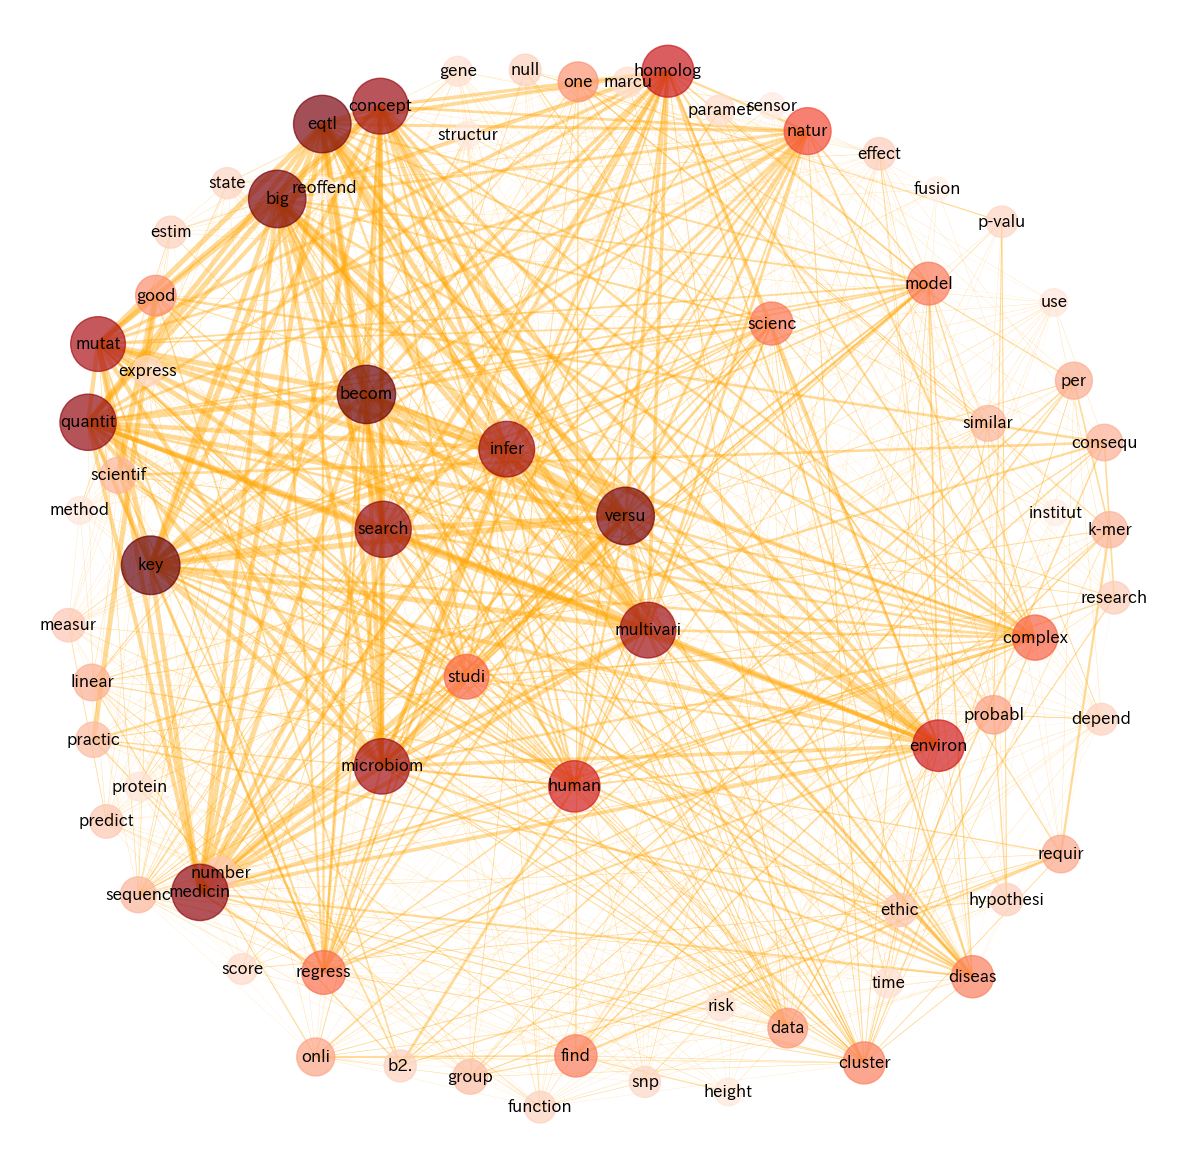 homolog
gene
null
one
marcu
concept
paramet
sensor
eqtl
natur
structur
effect
state
reoffend
fusion
big
p-valu
estim
model
good
use
scienc
mutat
express
per
becom
quantit
similar
consequ
infer
scientif
method
institut
versu
search
k-mer
key
research
measur
multivari
complex
studi
linear
probabl
depend
practic
environ
microbiom
protein
human
predict
requir
number
medicin
sequenc
hypothesi
ethic
score
regress
diseas
time
risk
data
onli
find
cluster
b2.
group
snp
height
function